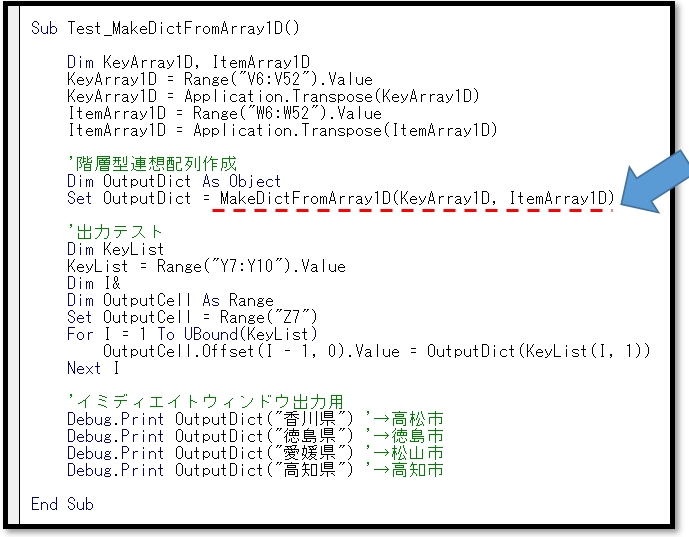 Sub Test_MakeDictFromArray1D()
Dim KeyArray1D, ItemArray1D
KeyArray1D = Range("V6:V52").Value
KeyArray1D = Application.Transpose(KeyArray1D)
ItemArray1D = Range("W6:W52").Value
ItemArray1D = Application.Transpose(ItemArray1D)
'階層型連想配列作成
Dim OutputDict As Object
Set OutputDict = MakeDictFromArray1D(KeyArray1D, ItemArray1D)
'出力テスト
Dim KeyList
KeyList = Range("Y7:Y10").Value
Dim I&
Dim OutputCell As Range
Set OutputCell = Range("Z7")
For I = 1 To UBound(KeyList)
OutputCell.Offset(I - 1, 0).Value = OutputDict(KeyList(I, 1))
Next I
'イミディエイトウィンドウ出力用
Debug.Print OutputDict("香川県") '→高松市
Debug.Print OutputDict("徳島県") '→徳島市
Debug.Print OutputDict("愛媛県") '→松山市
Debug.Print OutputDict("高知県") '→高知市
End Sub